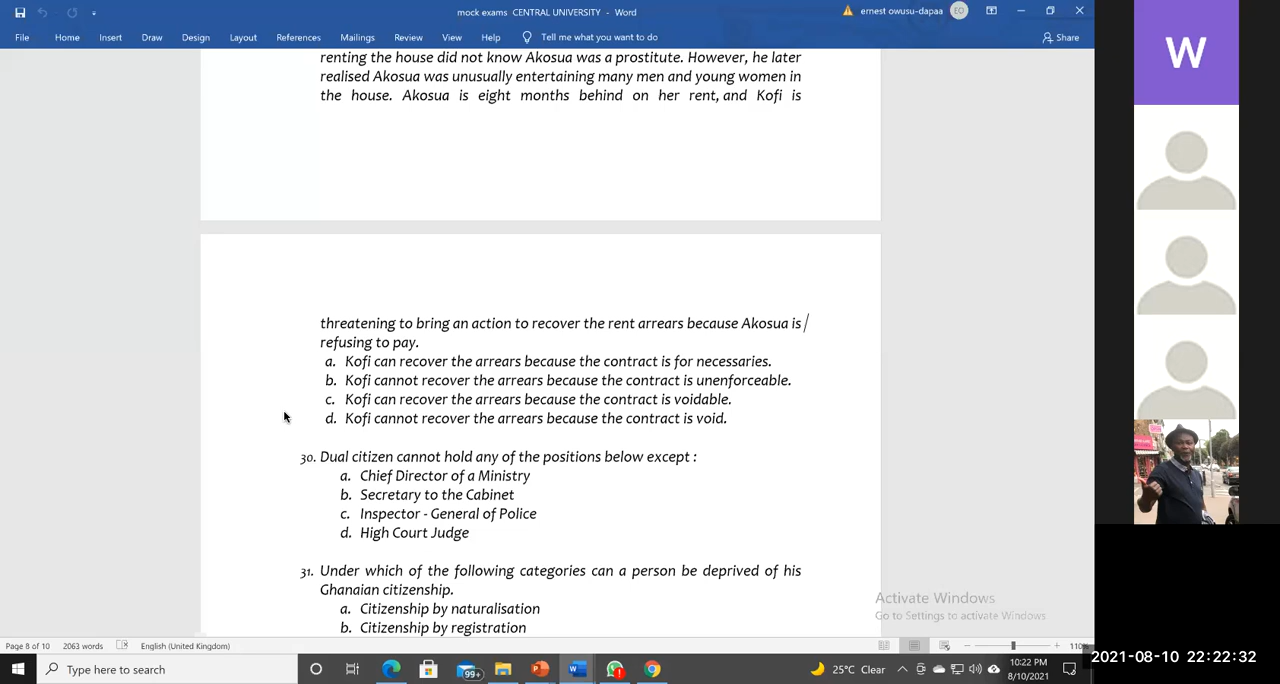 mock exams CENTRAL UNIVERSITY - Word
ernest owusu-dapaa
EO
File Home Insert Draw Design Layout References Mailings Review View Help Tell me what you want to do
Share
renting the house did not know Akosua was a prostitute. However, he later
realised Akosua was unusually entertaining many men and young women in
the house. Akosua is eight months behind on her rent, and Kofi is
threatening to bring an action to recover the rent arrears because Akosua is
refusing to pay.
a. Kofi can recover the arrears because the contract is for necessaries.
b. Kofi cannot recover the arrears because the contract is unenforceable.
c. Kofi can recover the arrears because the contract is voidable.
d. Kofi cannot recover the arrears because the contract is void.
30. Dual citizen cannot hold any of the positions below except :
a. Chief Director of a Ministry
b. Secretary to the Cabinet
c. Inspector - General of Police
d. High Court Judge
31. Under which of the following categories can a person be deprived of his
Ghanaian citizenship.
a. Citizenship by naturalisation
b. Citizenship by registration
Activate Windows
Go to Settings to activate Windows.
Page 8 of 10 2063 words English (United Kingdom)
110%
Type here to search
99+
25°C Clear
10:22 PM
8/10/2021
W
2021-08-10 22:22:32